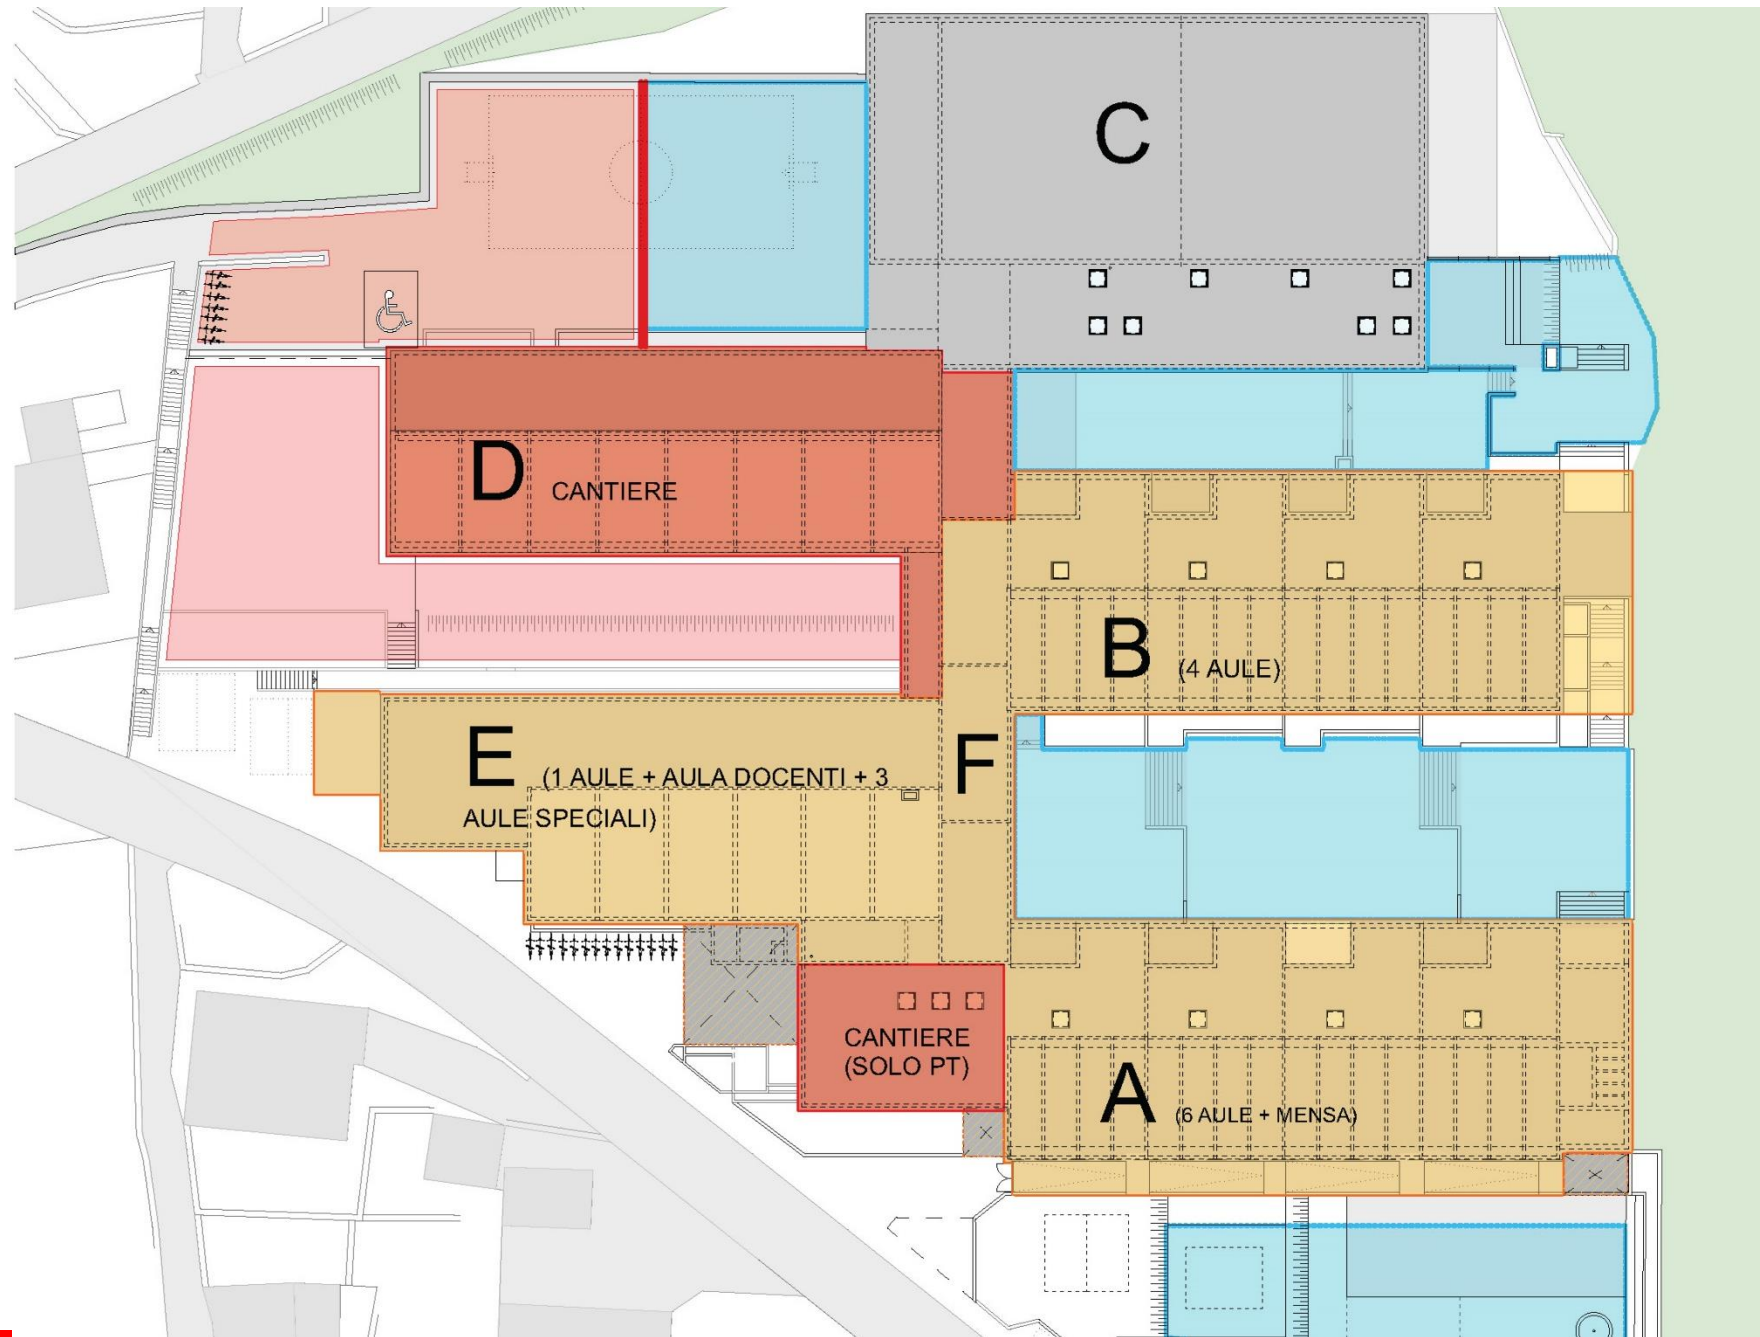 C
D CANTIERE
B (4 AULE)
E (1 AULE + AULA DOCENTI + 3
AULE SPECIALI)
F
CANTIERE
(SOLO PT)
A (6 AULE + MENSA)